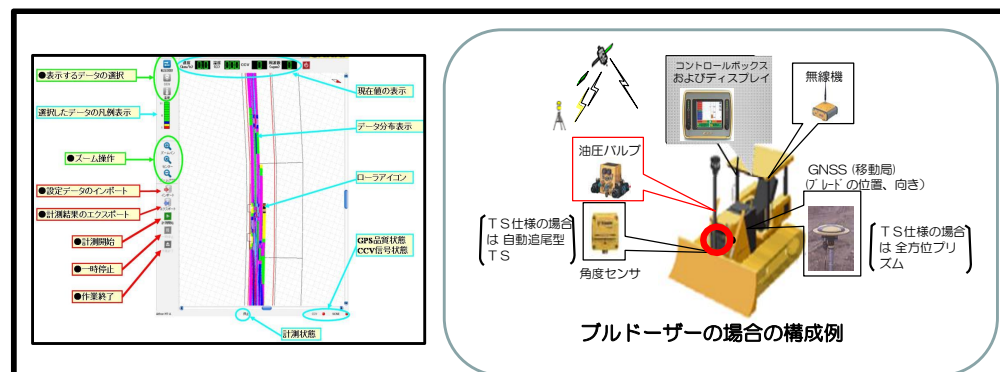 ●表示するデータの選択
選択したデータの凡例表示
●ズーム操作
●設定データのインポート
●計測結果のエクスポート
●計測開始
●一時停止
●作業終了
CCV
現在値の表示
データ分布表示
ローラアイコン
GPS品質状態
CCV信号状態
計測状態
コントロールボックス
およびディスプレイ
無線機
油圧バルブ
GNSS (移動局)
(ブレードの位置、向き)
TS仕様の場合
は 自動追尾型
TS
角度センサ
TS仕様の場合
は 全方位プリ
ズム
ブルドーザーの場合の構成例